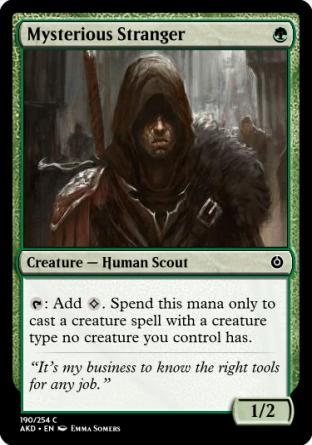 Mysterious Stranger
Creature — Human Scout
: Add . Spend this mana only to
cast a creature spell with a creature
type no creature you control has.
“It’s my business to know the right tools
for any job.”
1/2
190/254 C
AKD • EN Emma Somers